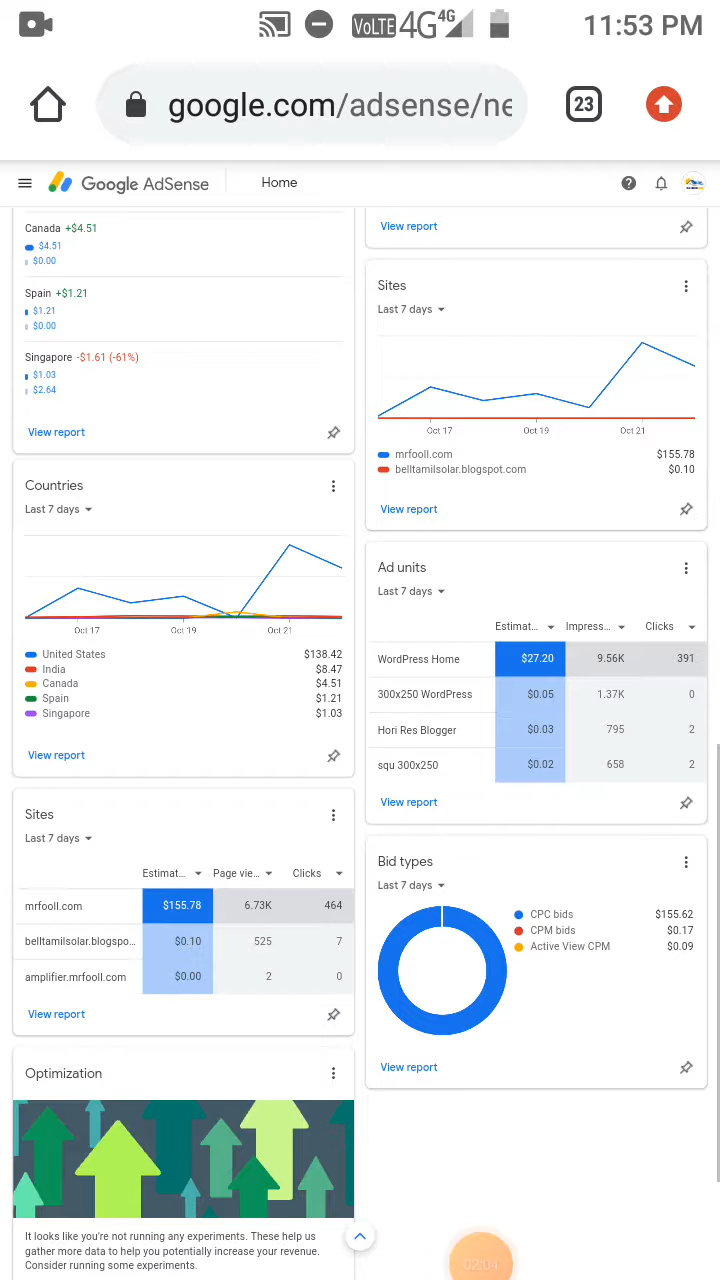 VoLTE 4G 4G 11:53 PM
google.com/adsense/ne
23
Google AdSense
Home
Canada +$4.51
$4.51
$0.00
Spain +$1.21
$1.21
$0.00
Singapore -$1.61 (-61%)
$1.03
$2.64
View report
Countries
Last 7 days
Oct 17 Oct 19 Oct 21
United States $138.42
India $8.47
Canada $4.51
Spain $1.21
Singapore $1.03
View report
Sites
Last 7 days
Estimat... Page vie... Clicks
mrfooll.com $155.78 6.73K 464
belltamilsolar.blogspo... $0.10 525 7
amplifier.mrfooll.com $0.00 2 0
View report
Optimization
It looks like you're not running any experiments. These help us
gather more data to help you potentially increase your revenue.
Consider running some experiments.
View report
Sites
Last 7 days
Oct 17 Oct 19 Oct 21
mrfooll.com $155.78
belltamilsolar.blogspot.com $0.10
View report
Ad units
Last 7 days
Estimat... Impress... Clicks
WordPress Home $27.20 9.56K 391
300x250 WordPress $0.05 1.37K 0
Hori Res Blogger $0.03 795 2
squ 300x250 $0.02 658 2
View report
Bid types
Last 7 days
CPC bids $155.62
CPM bids $0.17
Active View CPM $0.09
View report
02:04